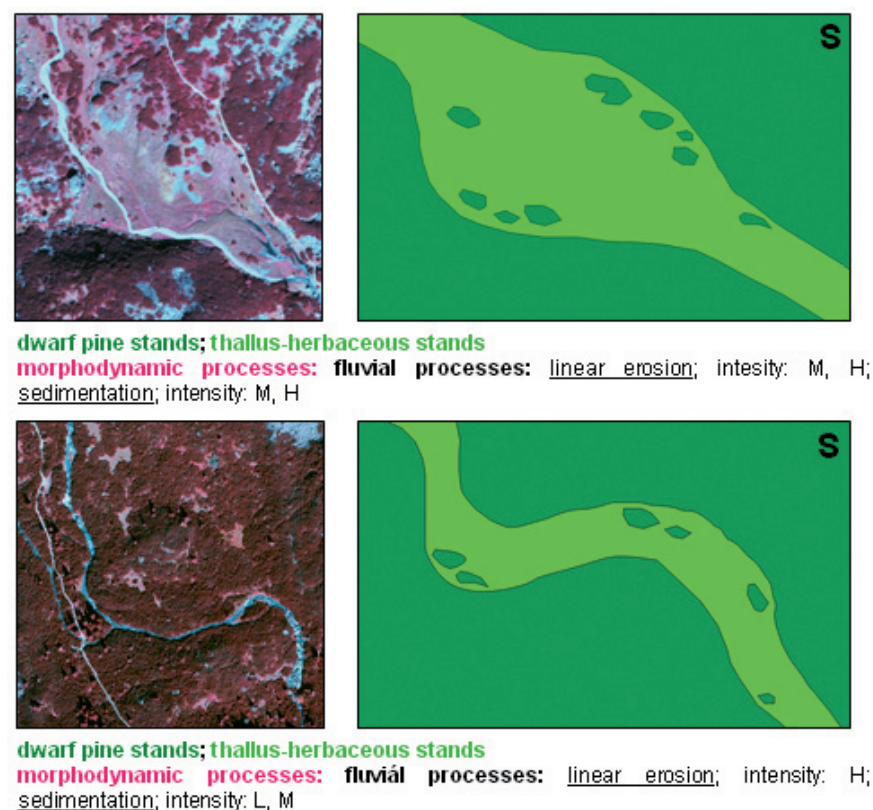 S
dwarf pine stands; thallus-herbaceous stands
morphodynamic processes: fluvial processes: linear erosion; intesity: M, H;
sedimentation; intensity: M, H
S
dwarf pine stands; thallus-herbaceous stands
morphodynamic processes: fluviál processes: linear erosion; intensity: H;
sedimentation; intensity: L, M